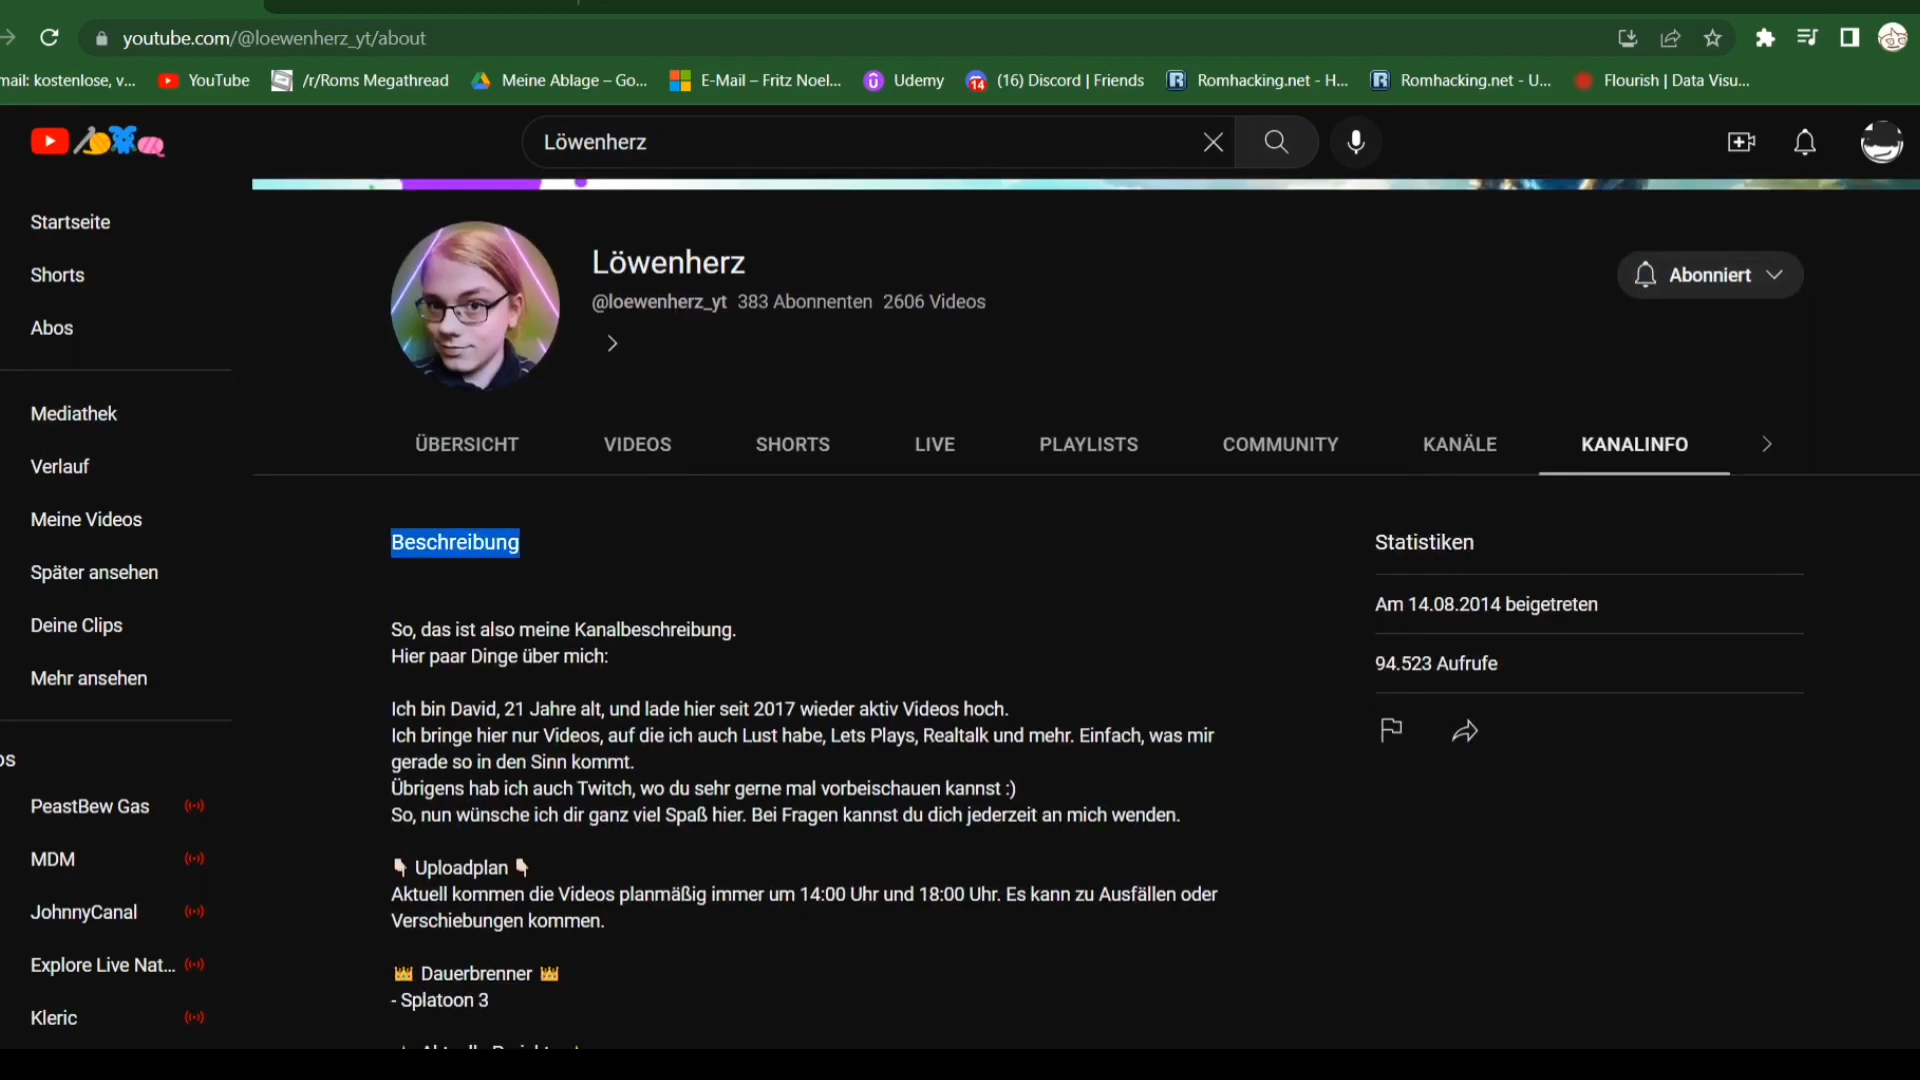 youtube.com/@loewenherz_yt/about
mail: kostenlose, v...
YouTube
/r/Roms Megathread
Meine Ablage – Go...
E-Mail – Fritz Noel...
Udemy
14
(16) Discord | Friends
Romhacking.net - H...
Romhacking.net - U...
Flourish | Data Visu...
Löwenherz
Startseite
Shorts
Abos
Mediathek
Verlauf
Meine Videos
Später ansehen
Deine Clips
Mehr ansehen
PeastBew Gas
MDM
JohnnyCanal
Explore Live Nat...
Kleric
Löwenherz
@loewenherz_yt 383 Abonnenten 2606 Videos
Abonniert
ÜBERSICHT VIDEOS SHORTS LIVE PLAYLISTS COMMUNITY KANÄLE KANALINFO
Beschreibung
So, das ist also meine Kanalbeschreibung.
Hier paar Dinge über mich:
Ich bin David, 21 Jahre alt, und lade hier seit 2017 wieder aktiv Videos hoch.
Ich bringe hier nur Videos, auf die ich auch Lust habe, Lets Plays, Realtalk und mehr. Einfach, was mir
gerade so in den Sinn kommt.
Übrigens hab ich auch Twitch, wo du sehr gerne mal vorbeischauen kannst :)
So, nun wünsche ich dir ganz viel Spaß hier. Bei Fragen kannst du dich jederzeit an mich wenden.
👇🏻 Uploadplan 👇🏻
Aktuell kommen die Videos planmäßig immer um 14:00 Uhr und 18:00 Uhr. Es kann zu Ausfällen oder
Verschiebungen kommen.
👑 Dauerbrenner 👑
- Splatoon 3
Statistiken
Am 14.08.2014 beigetreten
94.523 Aufrufe